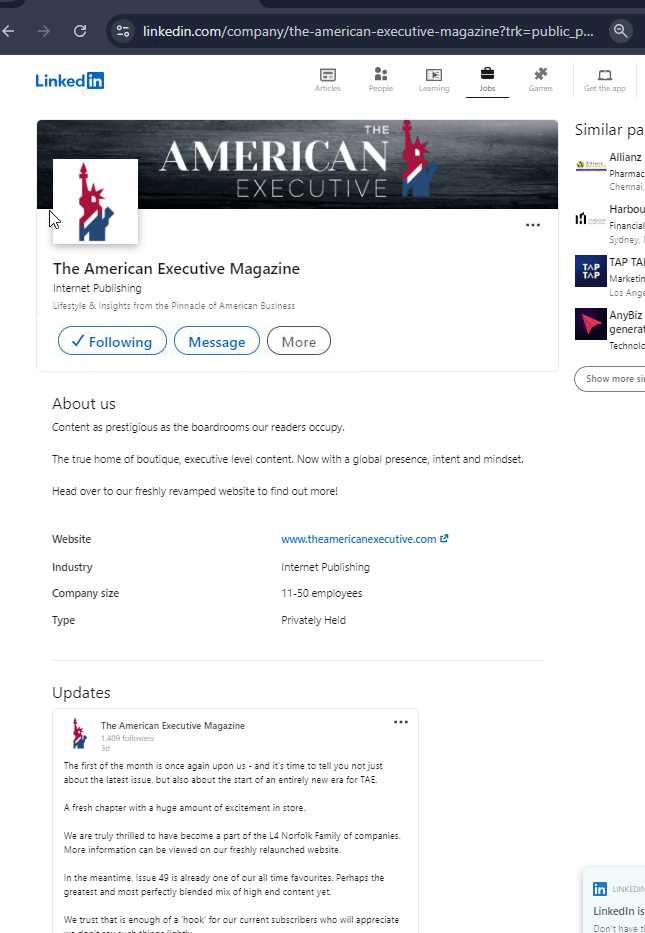 linkedin.com/company/the-american-executive-magazine?trk=public_p...
Linked in
Articles
People
Learning
Jobs
Games
Get the app
THE
AMERICAN
EXECUTIVE
The American Executive Magazine
Internet Publishing
Lifestyle & Insights from the Pinnacle of American Business
Following
Message
More
About us
Content as prestigious as the boardrooms our readers occupy.
The true home of boutique, executive level content. Now with a global presence, intent and mindset.
Head over to our freshly revamped website to find out more!
Website
www.theamericanexecutive.com
Industry
Internet Publishing
Company size
11-50 employees
Type
Privately Held
Updates
The American Executive Magazine
1,409 followers
3d
The first of the month is once again upon us - and it's time to tell you not just
about the latest issue, but also about the start of an entirely new era for TAE.
A fresh chapter with a huge amount of excitement in store.
We are truly thrilled to have become a part of the L4 Norfolk Family of companies.
More information can be viewed on our freshly relaunched website.
In the meantime, issue 49 is already one of our all time favourites. Perhaps the
greatest and most perfectly blended mix of high end content yet.
We trust that is enough of a 'hook' for our current subscribers who will appreciate
Similar pa
Allianz
Pharmac
Chennai,
Harbou
Financial
Sydney,
TAP TAP
TAP TA
Marketin
Los Ange
AnyBiz
generat
Technolo
Show more si
in LINKEDIN
LinkedIn is
Don't have t